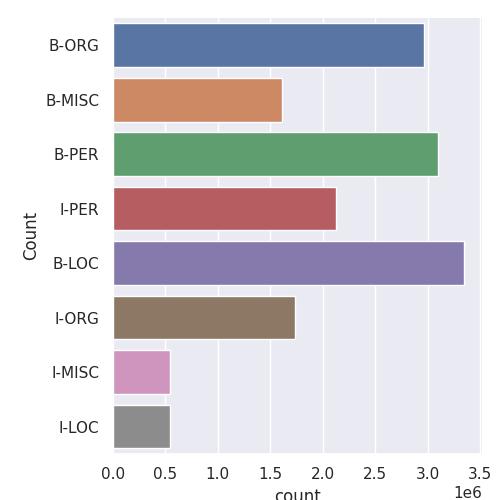 B-ORG
B-MISC
B-PER
I-PER
B-LOC
I-ORG
I-MISC
I-LOC
Count
0.0 0.5 1.0 1.5 2.0 2.5 3.0 3.5
1e6
count